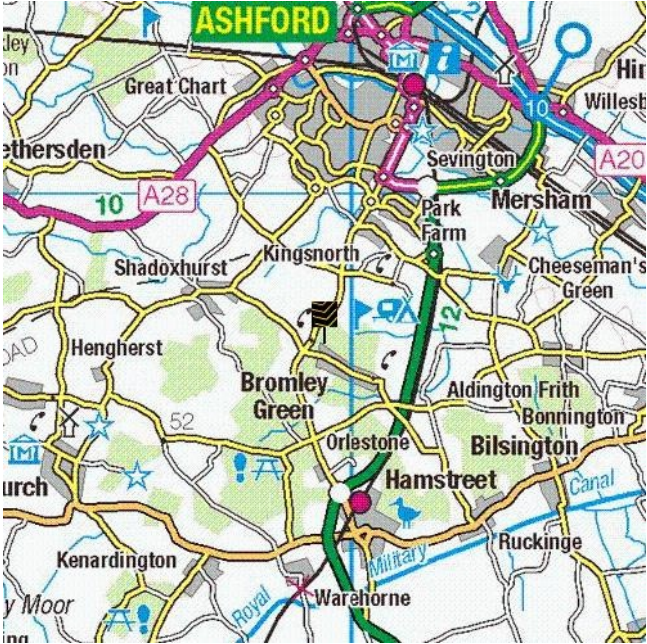 ASHFORD
Great Chart
10
Willesb
Hin
ethersden
Sevington
A20
A28
10
Mersham
Park
Farm
Kingsnorth
Shadoxhurst
Cheeseman's
Green
12
OAD
Hengherst
Bromley
Green
Aldington Frith
52
Bonnington
Orlestone
Bilsington
M
urch
Hamstreet
Canal
Ruckinge
Kenardington
Military
Royal
Warehorne
y Moor
M
i